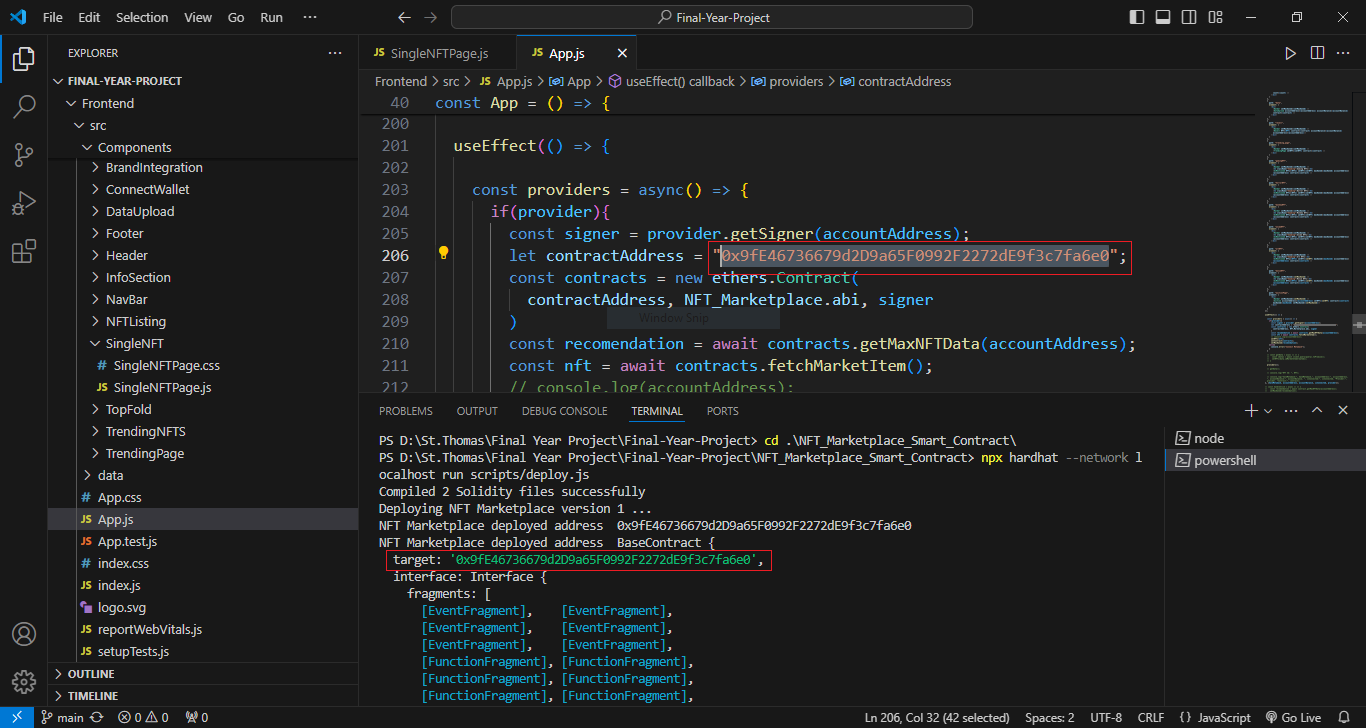 File Edit Selection View Go Run ··· Final-Year-Project
EXPLORER ···
FINAL-YEAR-PROJECT
Frontend
src
Components
BrandIntegration
ConnectWallet
DataUpload
Footer
Header
InfoSection
NavBar
NFTListing
SingleNFT
# SingleNFTPage.css
JS SingleNFTPage.js
TopFold
TrendingNFTS
TrendingPage
data
# App.css
JS App.js
JS App.test.js
# index.css
JS index.js
logo.svg
JS reportWebVitals.js
JS setupTests.js
OUTLINE
TIMELINE
JS SingleNFTPage.js JS App.js
Frontend > src > JS App.js > App > useEffect() callback > providers > contractAddress
40 const App = () => {
200
201 useEffect(() => {
202
203 const providers = async() => {
204 if(provider){
205 const signer = provider.getSigner(accountAddress);
206 let contractAddress = "0x9fE46736679d2D9a65F0992F2272dE9f3c7fa6e0";
207 const contracts = new ethers.Contract(
208 contractAddress, NFT_Marketplace.abi, signer
Window Snip
209 )
210 const recomendation = await contracts.getMaxNFTData(accountAddress);
211 const nft = await contracts.fetchMarketItem();
212 // console.log(accountAddress);
PROBLEMS OUTPUT DEBUG CONSOLE TERMINAL PORTS
PS D:\St.Thomas\Final Year Project\Final-Year-Project> cd .\NFT_Marketplace_Smart_Contract\
PS D:\St.Thomas\Final Year Project\Final-Year-Project\NFT_Marketplace_Smart_Contract> npx hardhat --network l
ocalhost run scripts/deploy.js
Compiled 2 Solidity files successfully
Deploying NFT Marketplace version 1 ...
NFT Marketplace deployed address 0x9fE46736679d2D9a65F0992F2272dE9f3c7fa6e0
NFT Marketplace deployed address BaseContract {
target: '0x9fE46736679d2D9a65F0992F2272dE9f3c7fa6e0',
interface: Interface {
fragments: [
[EventFragment], [EventFragment],
[EventFragment], [EventFragment],
[EventFragment], [EventFragment],
[FunctionFragment], [FunctionFragment],
[FunctionFragment], [FunctionFragment],
[FunctionFragment], [FunctionFragment],
node
powershell
main 0 0 0 Ln 206, Col 32 (42 selected) Spaces: 2 UTF-8 CRLF {} JavaScript Go Live